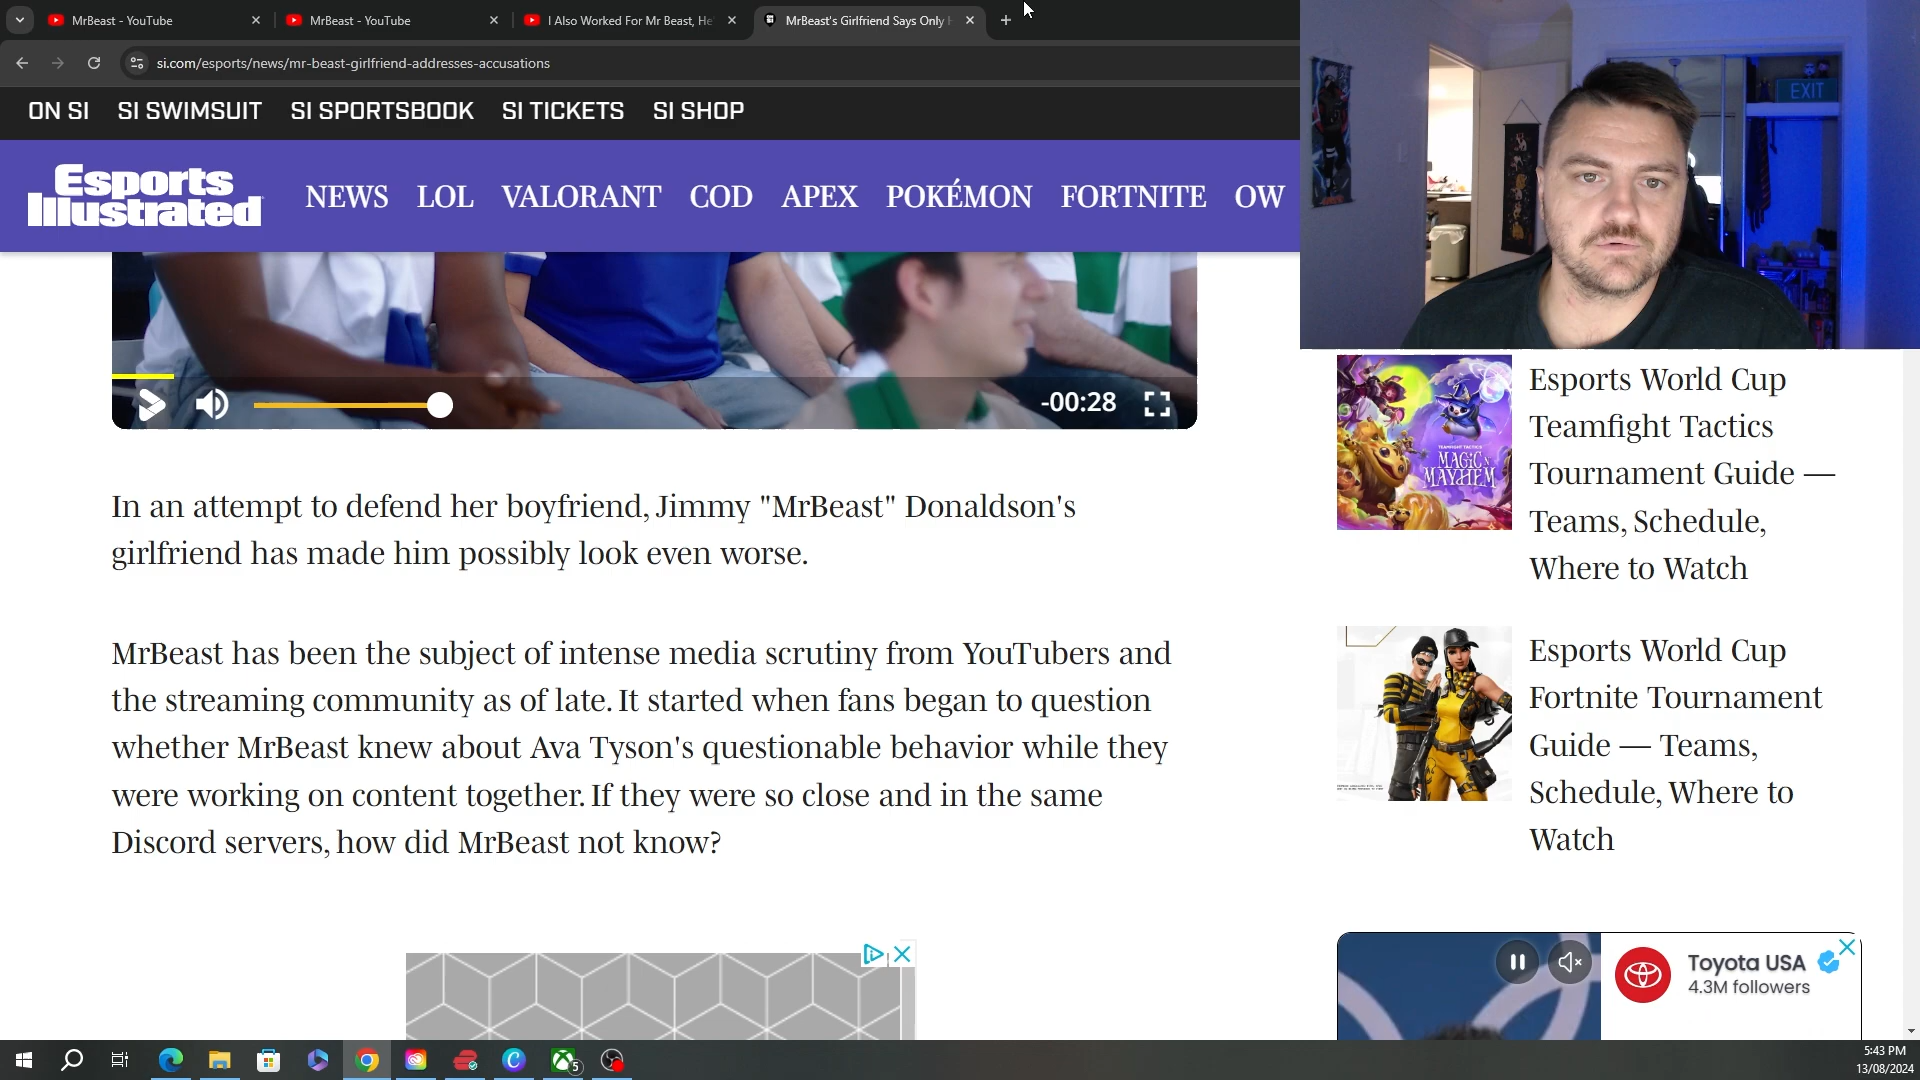 MrBeast - YouTube
MrBeast - YouTube
I Also Worked For Mr Beast, He'
MrBeast's Girlfriend Says Only
si.com/esports/news/mr-beast-girlfriend-addresses-accusations
ON SI SI SWIMSUIT SI SPORTSBOOK SI TICKETS SI SHOP
EXIT
Esports
Illustrated
NEWS LOL VALORANT COD APEX POKÉMON FORTNITE OW
-00:28
In an attempt to defend her boyfriend, Jimmy "MrBeast" Donaldson's
girlfriend has made him possibly look even worse.
MrBeast has been the subject of intense media scrutiny from YouTubers and
the streaming community as of late. It started when fans began to question
whether MrBeast knew about Ava Tyson's questionable behavior while they
were working on content together. If they were so close and in the same
Discord servers, how did MrBeast not know?
TEAMFIGHT TACTICS
MAGIC N'
MAYHEM
Esports World Cup
Teamfight Tactics
Tournament Guide —
Teams, Schedule,
Where to Watch
Esports World Cup
Fortnite Tournament
Guide — Teams,
Schedule, Where to
Watch
Toyota USA
4.3M followers
5
5:43 PM
13/08/2024